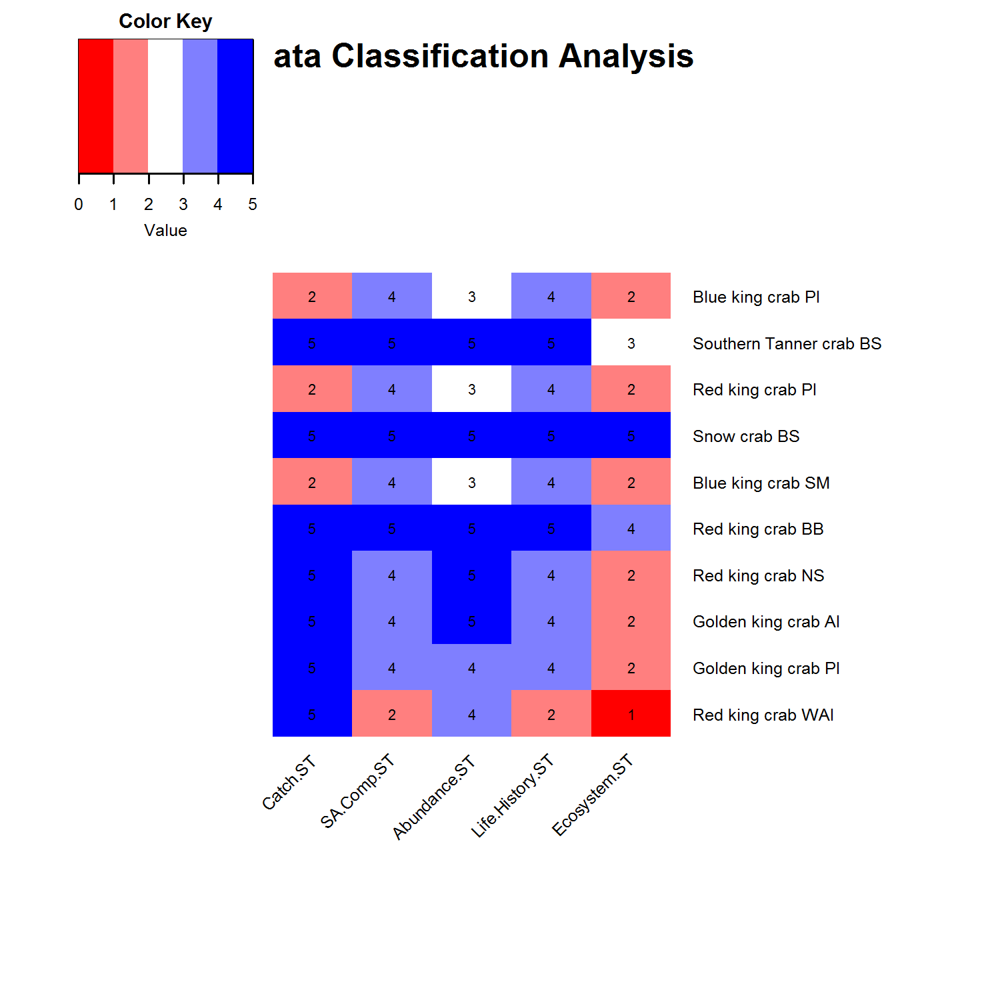 Color Key
ata Classification Analysis
0 1 2 3 4 5
Value
2 4 3 4 2 Blue king crab PI
5 5 5 5 3 Southern Tanner crab BS
2 4 3 4 2 Red king crab PI
5 5 5 5 5 Snow crab BS
2 4 3 4 2 Blue king crab SM
5 5 5 5 4 Red king crab BB
5 4 5 4 2 Red king crab NS
5 4 5 4 2 Golden king crab AI
5 4 4 4 2 Golden king crab PI
5 2 4 2 1 Red king crab WAI
Catch.ST
SA.Comp.ST
Abundance.ST
Life.History.ST
Ecosystem.ST